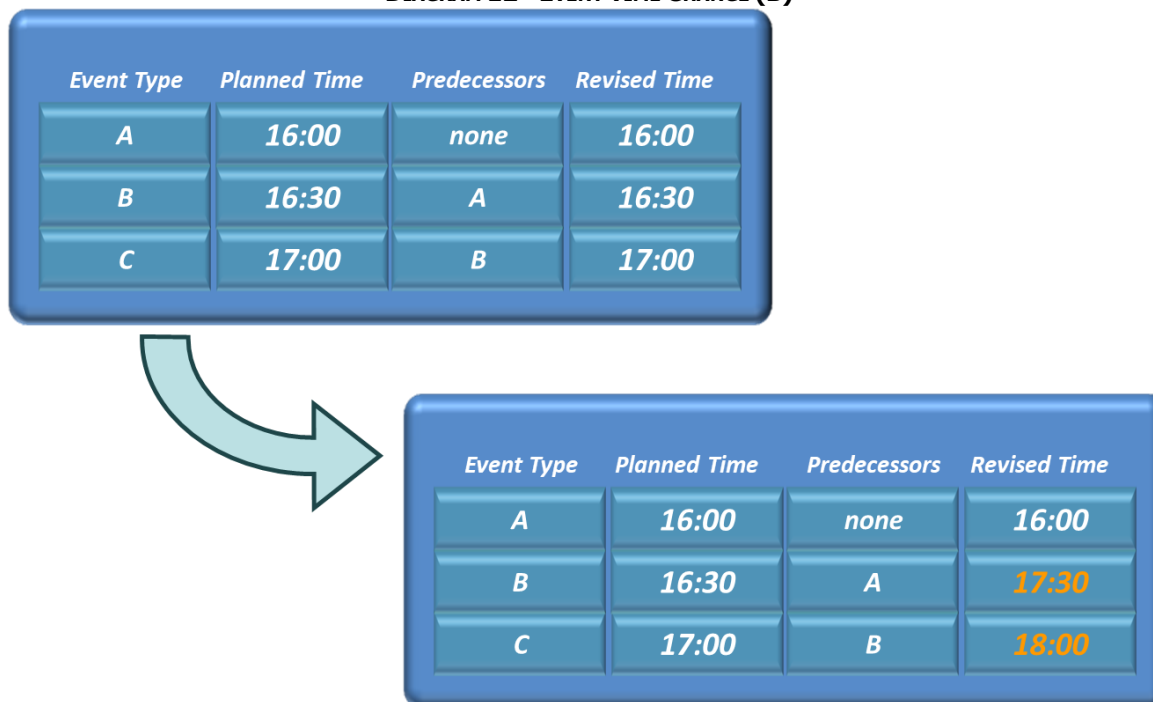 Event Type Planned Time Predecessors Revised Time
A 16:00 none 16:00
B 16:30 A 16:30
C 17:00 B 17:00
Event Type Planned Time Predecessors Revised Time
A 16:00 none 16:00
B 16:30 A 17:30
C 17:00 B 18:00